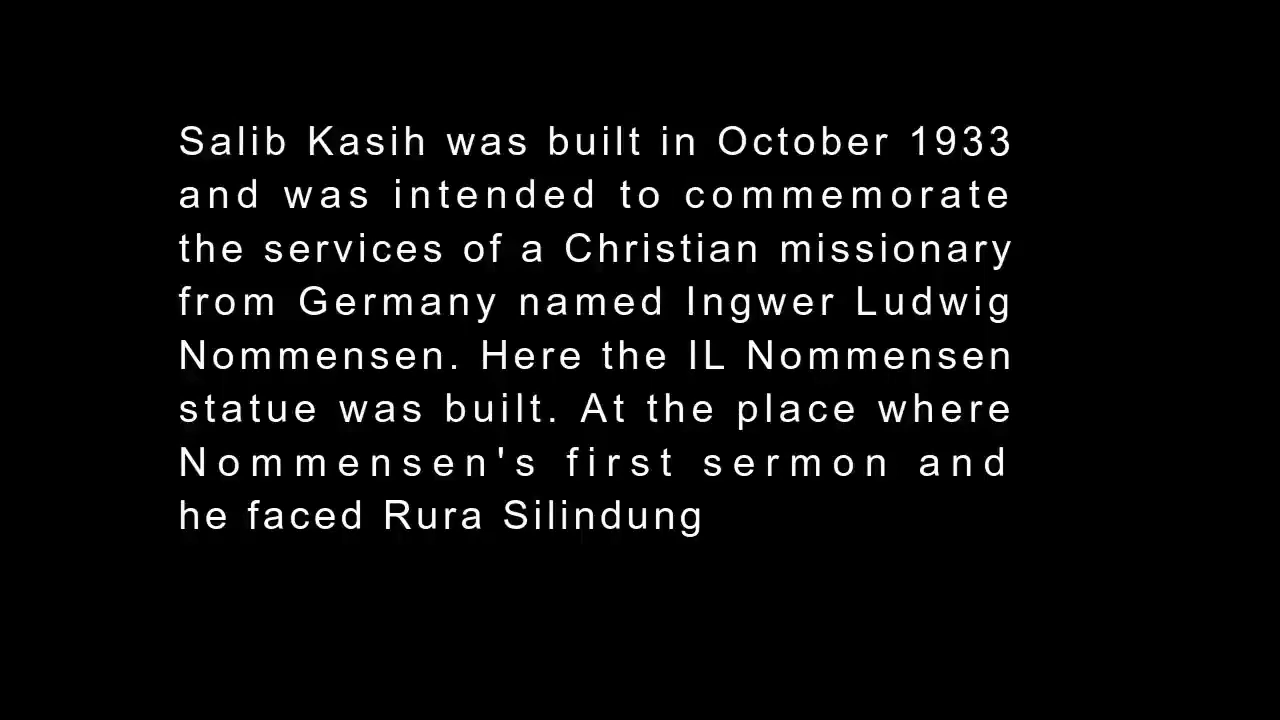 Salib Kasih was built in October 1933
and was intended to commemorate
the services of a Christian missionary
from Germany named Ingwer Ludwig
Nommensen. Here the IL Nommensen
statue was built. At the place where
Nommensen's first sermon and
he faced Rura Silindung